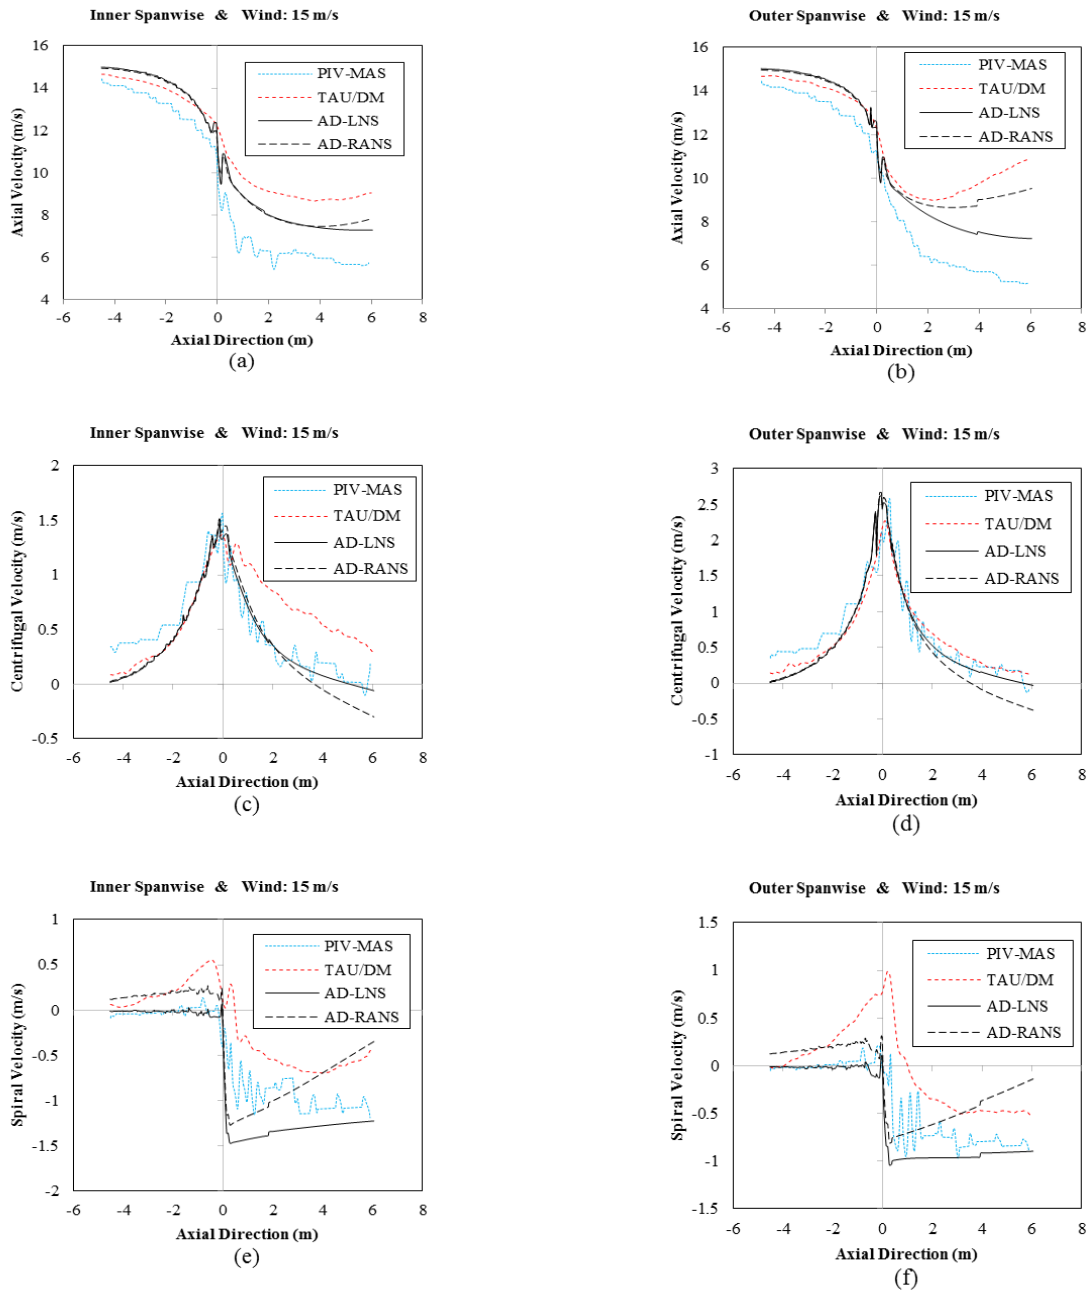 Inner Spanwise & Wind: 15 m/s
16
14
12
10
8
6
4
-6 -4 -2 0 2 4 6 8
Axial Velocity (m/s)
Axial Direction (m)
PIV-MAS
TAU/DM
AD-LNS
AD-RANS
(a)
Outer Spanwise & Wind: 15 m/s
16
14
12
10
8
6
4
-6 -4 -2 0 2 4 6 8
Axial Velocity (m/s)
Axial Direction (m)
PIV-MAS
TAU/DM
AD-LNS
AD-RANS
(b)
Inner Spanwise & Wind: 15 m/s
2
1.5
1
0.5
0
-0.5
-6 -4 -2 0 2 4 6 8
Centrifugal Velocity (m/s)
Axial Direction (m)
PIV-MAS
TAU/DM
AD-LNS
AD-RANS
(c)
Outer Spanwise & Wind: 15 m/s
3
2.5
2
1.5
1
0.5
0
-0.5
-1
-6 -4 -2 0 2 4 6 8
Centrifugal Velocity (m/s)
Axial Direction (m)
PIV-MAS
TAU/DM
AD-LNS
AD-RANS
(d)
Inner Spanwise & Wind: 15 m/s
1
0.5
0
-0.5
-1
-1.5
-2
-6 -4 -2 0 2 4 6 8
Spiral Velocity (m/s)
Axial Direction (m)
PIV-MAS
TAU/DM
AD-LNS
AD-RANS
(e)
Outer Spanwise & Wind: 15 m/s
1.5
1
0.5
0
-0.5
-1
-1.5
-6 -4 -2 0 2 4 6 8
Spiral Velocity (m/s)
Axial Direction (m)
PIV-MAS
TAU/DM
AD-LNS
AD-RANS
(f)